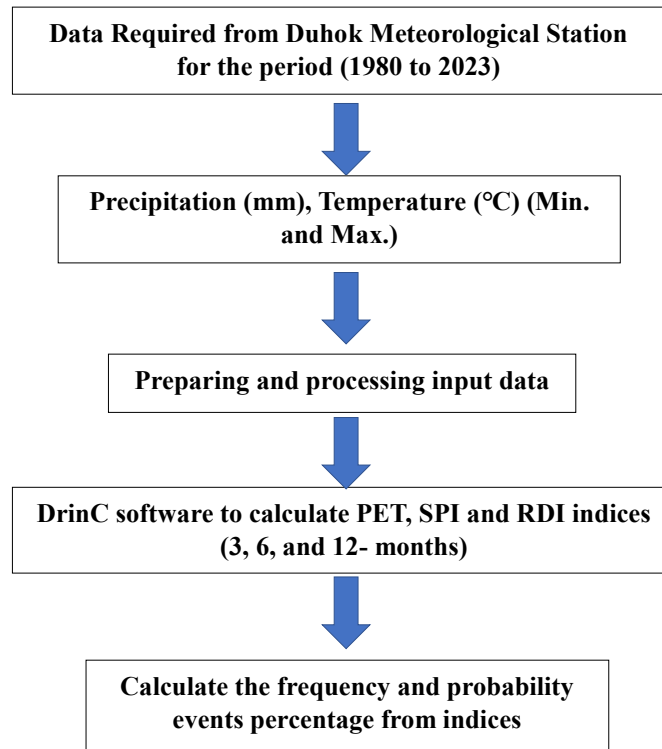 Data Required from Duhok Meteorological Station
for the period (1980 to 2023)
Precipitation (mm), Temperature (℃) (Min.
and Max.)
Preparing and processing input data
DrinC software to calculate PET, SPI and RDI indices
(3, 6, and 12- months)
Calculate the frequency and probability
events percentage from indices